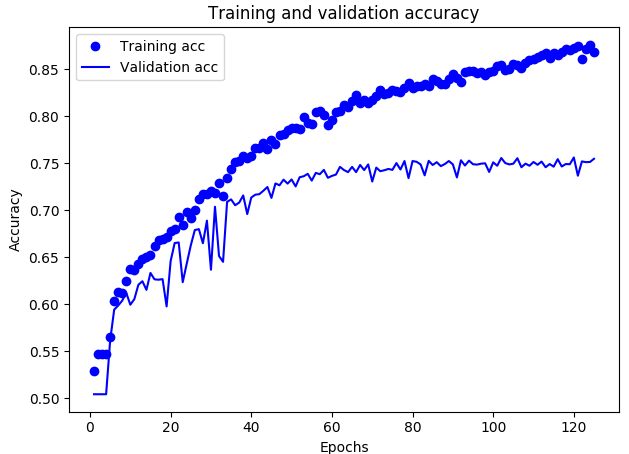 Training and validation accuracy
Training acc
Validation acc
0.85
0.80
0.75
0.70
0.65
0.60
0.55
0.50
Accuracy
0 20 40 60 80 100 120
Epochs